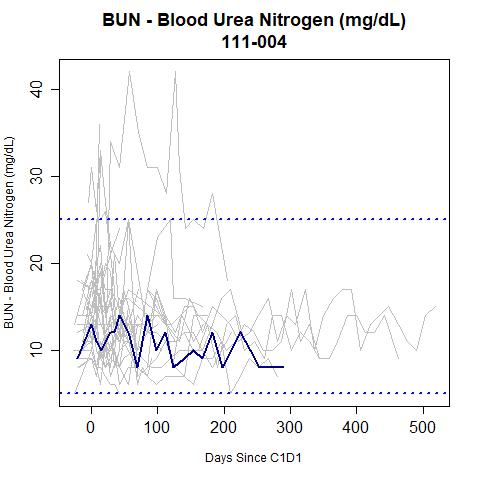 BUN - Blood Urea Nitrogen (mg/dL)
111-004
BUN - Blood Urea Nitrogen (mg/dL)
40
30
20
10
0 100 200 300 400 500
Days Since C1D1